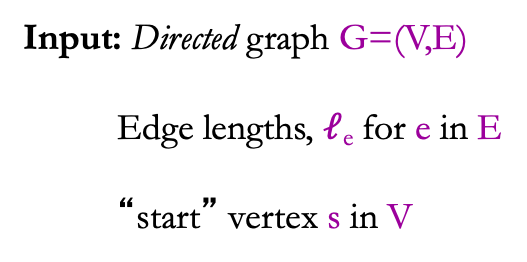 Input: Directed graph G=(V,E)
Edge lengths, ℓe for e in E
“start” vertex s in V